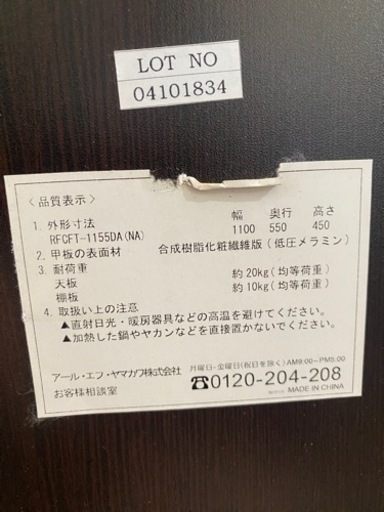 LOT NO
04101834
〈品質表示〉
幅 奥行 高さ
1. 外形寸法 1100 550 450
RFCFT-1155DA(NA)
2. 甲板の表面材 合成樹脂化粧繊維版（低圧メラミン）
3. 耐荷重
天板 約20kg（均等荷重）
棚板 約10kg（均等荷重）
4. 取扱い上の注意
▲直射日光・暖房器具などの高温を避けてください。
▲加熱した鍋やヤカンなどを直接置かないでください。
アール・エフ・ヤマカワ株式会社 月曜日-金曜日(祝日を除く)AM9:00-PM5:00
お客様相談室 ☎0120-204-208
MADE IN CHINA